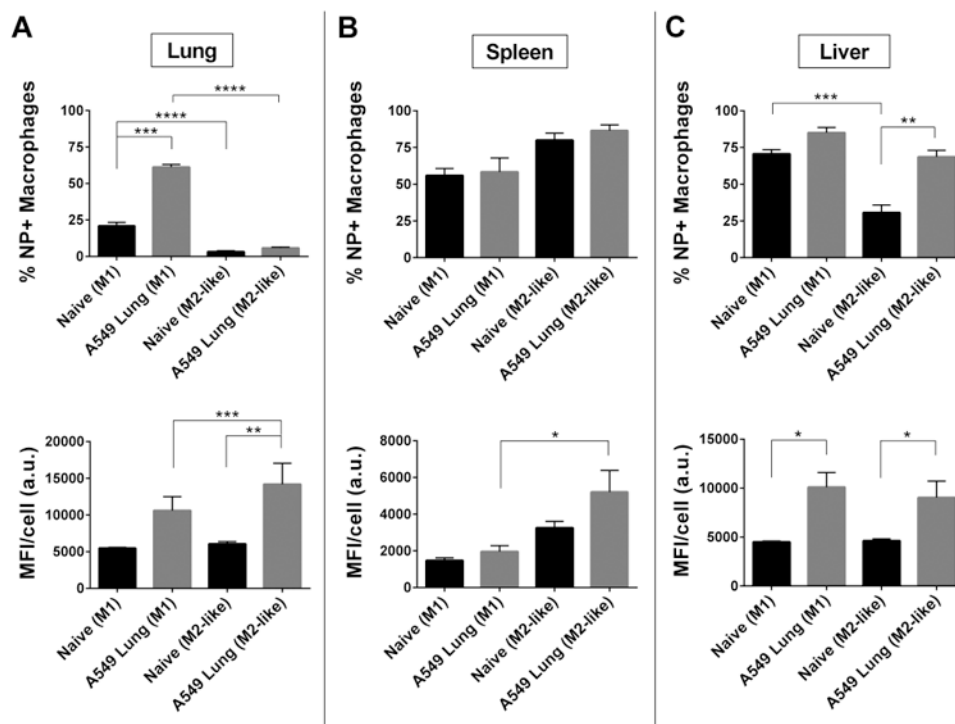 A
Lung
% NP+ Macrophages
100
75
50
25
0
****
****
***
Naive (M1)
A549 Lung (M1)
Naive (M2-like)
A549 Lung (M2-like)
MFI/cell (a.u.)
20000
15000
10000
5000
0
***
**
Naive (M1)
A549 Lung (M1)
Naive (M2-like)
A549 Lung (M2-like)
B
Spleen
% NP+ Macrophages
100
75
50
25
0
Naive (M1)
A549 Lung (M1)
Naive (M2-like)
A549 Lung (M2-like)
MFI/cell (a.u.)
8000
6000
4000
2000
0
*
Naive (M1)
A549 Lung (M1)
Naive (M2-like)
A549 Lung (M2-like)
C
Liver
% NP+ Macrophages
100
75
50
25
0
***
**
Naive (M1)
A549 Lung (M1)
Naive (M2-like)
A549 Lung (M2-like)
MFI/cell (a.u.)
15000
10000
5000
0
*
*
Naive (M1)
A549 Lung (M1)
Naive (M2-like)
A549 Lung (M2-like)